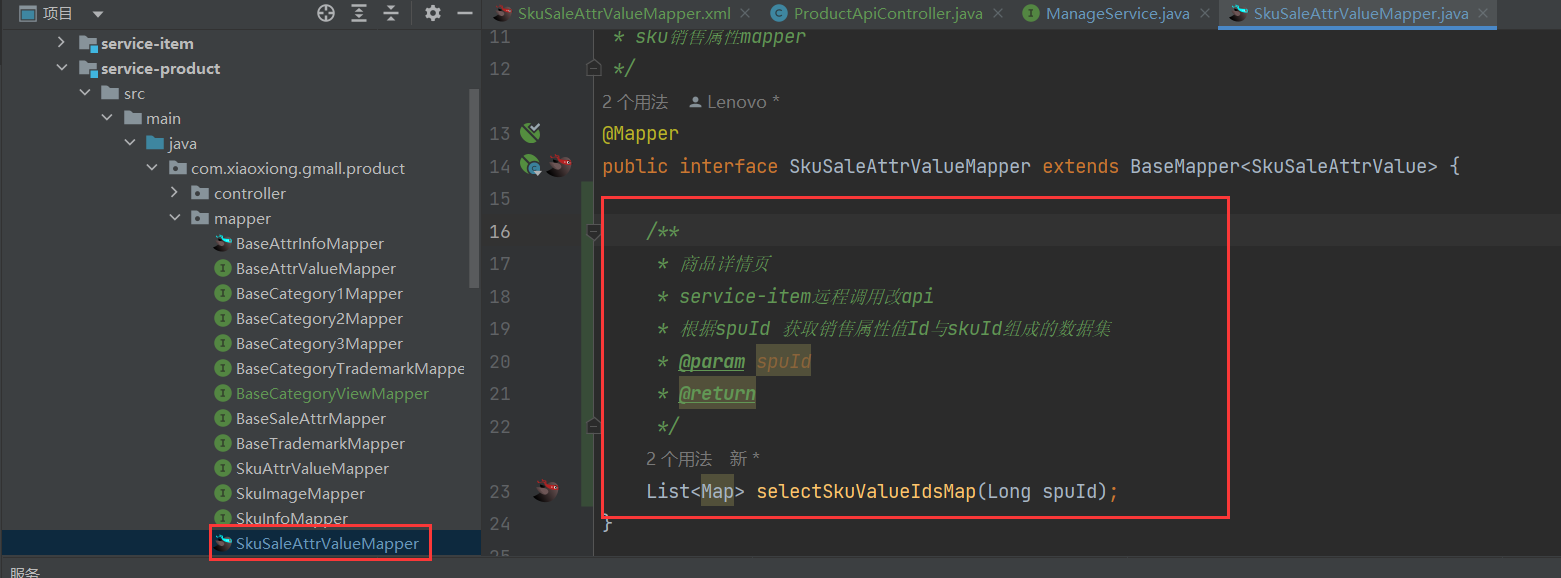 项目
service-item
service-product
src
main
java
com.xiaoxiong.gmall.product
controller
mapper
BaseAttrInfoMapper
BaseAttrValueMapper
BaseCategory1Mapper
BaseCategory2Mapper
BaseCategory3Mapper
BaseCategoryTrademarkMappe
BaseCategoryViewMapper
BaseSaleAttrMapper
BaseTrademarkMapper
SkuAttrValueMapper
SkuImageMapper
SkuInfoMapper
SkuSaleAttrValueMapper
服务
SkuSaleAttrValueMapper.xml ProductApiController.java ManageService.java SkuSaleAttrValueMapper.java
11 * sku销售属性mapper
12 */
2 个用法 Lenovo *
13 @Mapper
14 public interface SkuSaleAttrValueMapper extends BaseMapper<SkuSaleAttrValue> {
15
16 /**
17 * 商品详情页
18 * service-item远程调用改api
19 * 根据spuId 获取销售属性值Id与skuId组成的数据集
20 * @param spuId
21 * @return
22 */
2 个用法 新 *
23 List<Map> selectSkuValueIdsMap(Long spuId);
24 }
25